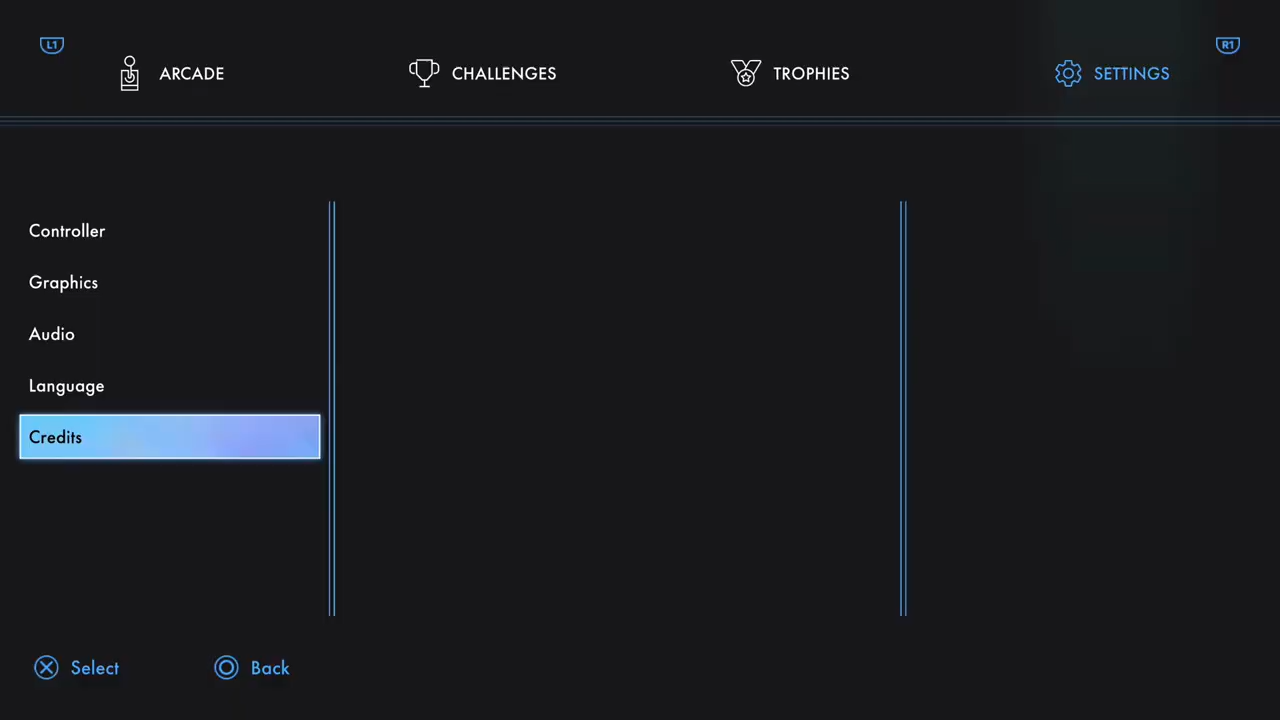 L1
R1
ARCADE
CHALLENGES
TROPHIES
SETTINGS
Controller
Graphics
Audio
Language
Credits
Select
Back